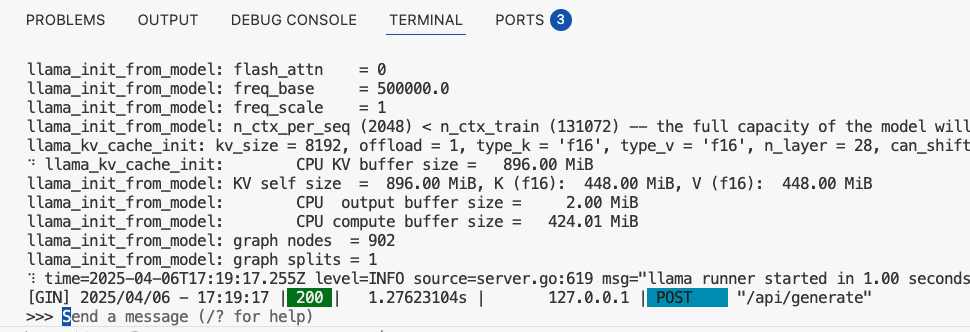 PROBLEMS OUTPUT DEBUG CONSOLE TERMINAL PORTS 3
llama_init_from_model: flash_attn    = 0
llama_init_from_model: freq_base     = 500000.0
llama_init_from_model: freq_scale    = 1
llama_init_from_model: n_ctx_per_seq (2048) < n_ctx_train (131072) -- the full capacity of the model will
llama_kv_cache_init: kv_size = 8192, offload = 1, type_k = 'f16', type_v = 'f16', n_layer = 28, can_shift
⠙ llama_kv_cache_init:        CPU KV buffer size =   896.00 MiB
llama_init_from_model: KV self size  =  896.00 MiB, K (f16):  448.00 MiB, V (f16):  448.00 MiB
llama_init_from_model:        CPU  output buffer size =     2.00 MiB
llama_init_from_model:        CPU compute buffer size =   424.01 MiB
llama_init_from_model: graph nodes  = 902
llama_init_from_model: graph splits = 1
⠹ time=2025-04-06T17:19:17.255Z level=INFO source=server.go:619 msg="llama runner started in 1.00 seconds
[GIN] 2025/04/06 - 17:19:17 | 200 |   1.27623104s |       127.0.0.1 | POST     "/api/generate"
>>> Send a message (/? for help)